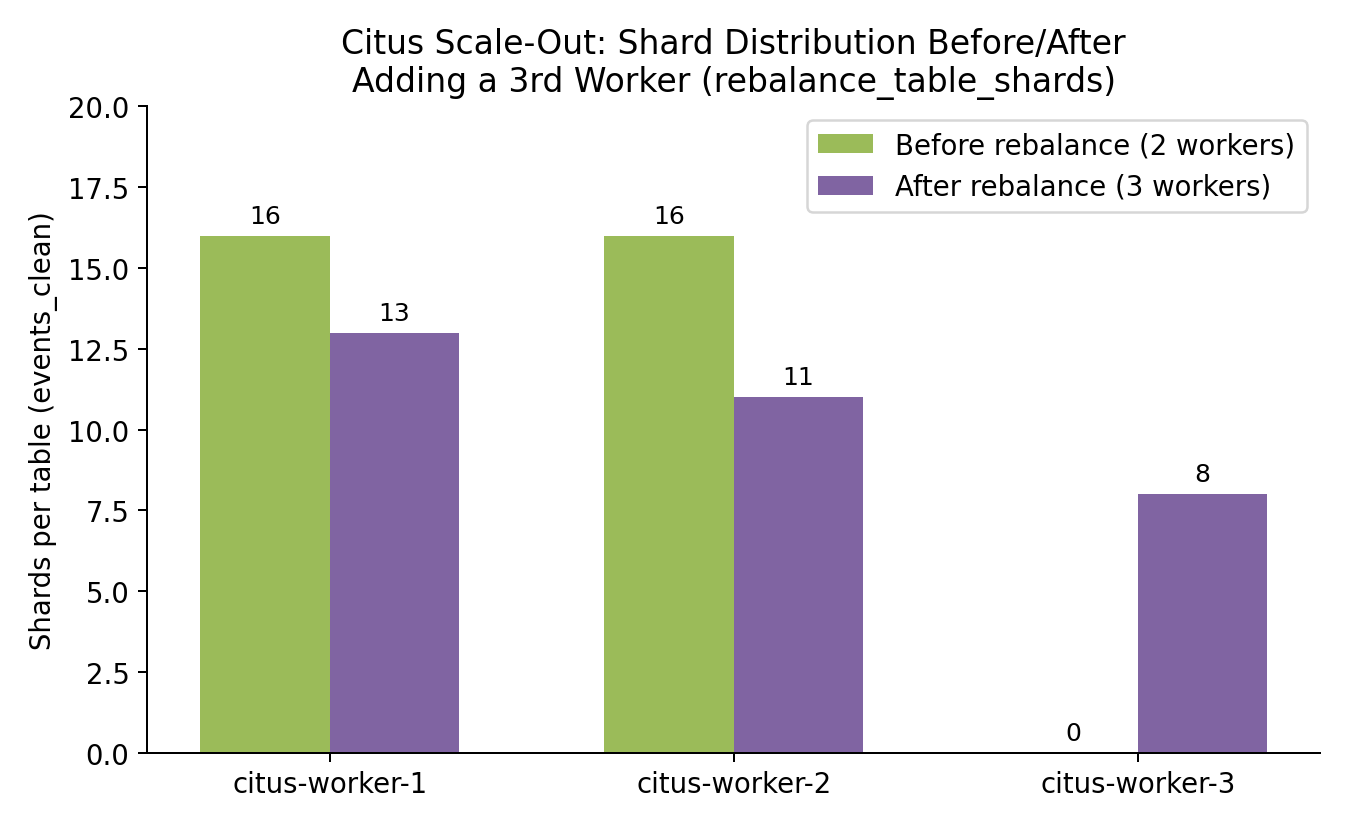 Citus Scale-Out: Shard Distribution Before/After
Adding a 3rd Worker (rebalance_table_shards)
Before rebalance (2 workers)
After rebalance (3 workers)
Shards per table (events_clean)
20.0
17.5
15.0
12.5
10.0
7.5
5.0
2.5
0.0
16
13
16
11
0
8
citus-worker-1
citus-worker-2
citus-worker-3